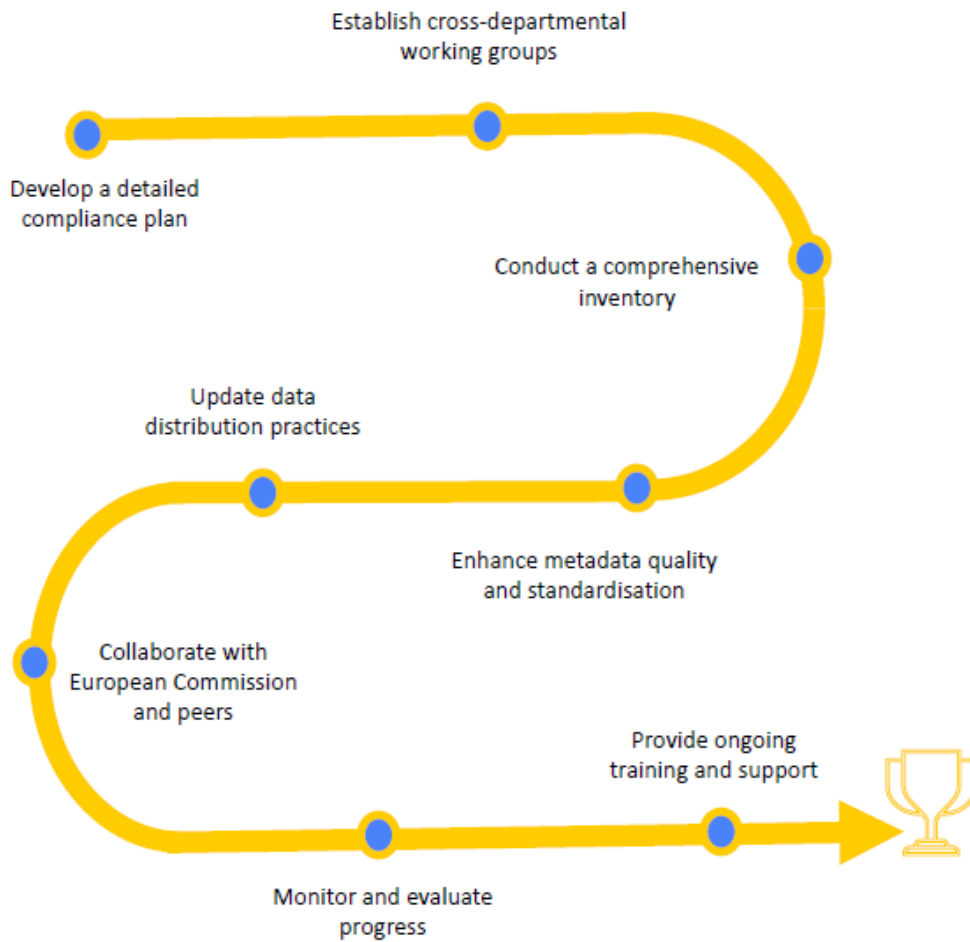 Establish cross-departmental
working groups
Develop a detailed
compliance plan
Conduct a comprehensive
inventory
Update data
distribution practices
Enhance metadata quality
and standardisation
Collaborate with
European Commission
and peers
Provide ongoing
training and support
Monitor and evaluate
progress